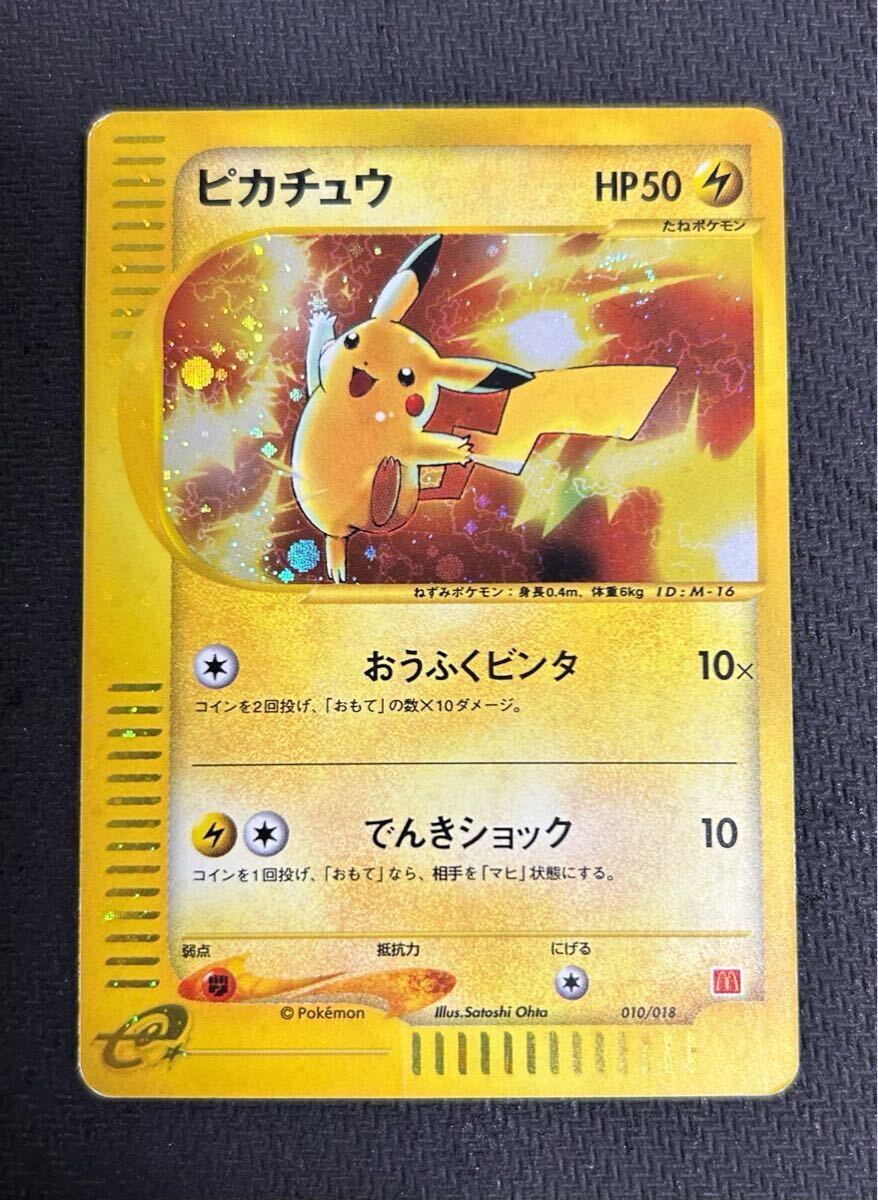 ピカチュウ HP50
たねポケモン
ねずみポケモン:身長0.4m、体重6kg ID:M-16
おうふくビンタ 10×
コインを2回投げ、「おもて」の数×10ダメージ。
でんきショック 10
コインを1回投げ、「おもて」なら、相手を「マヒ」状態にする。
弱点 抵抗力 にげる
©Pokémon Illus.Satoshi Ohta 010/018
e